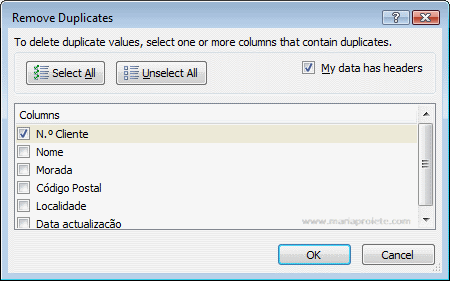 Remove Duplicates
To delete duplicate values, select one or more columns that contain duplicates.
Select All
Unselect All
My data has headers
Columns
N.º Cliente
Nome
Morada
Código Postal
Localidade
Data actualização
www.mariaprojete.com
OK
Cancel